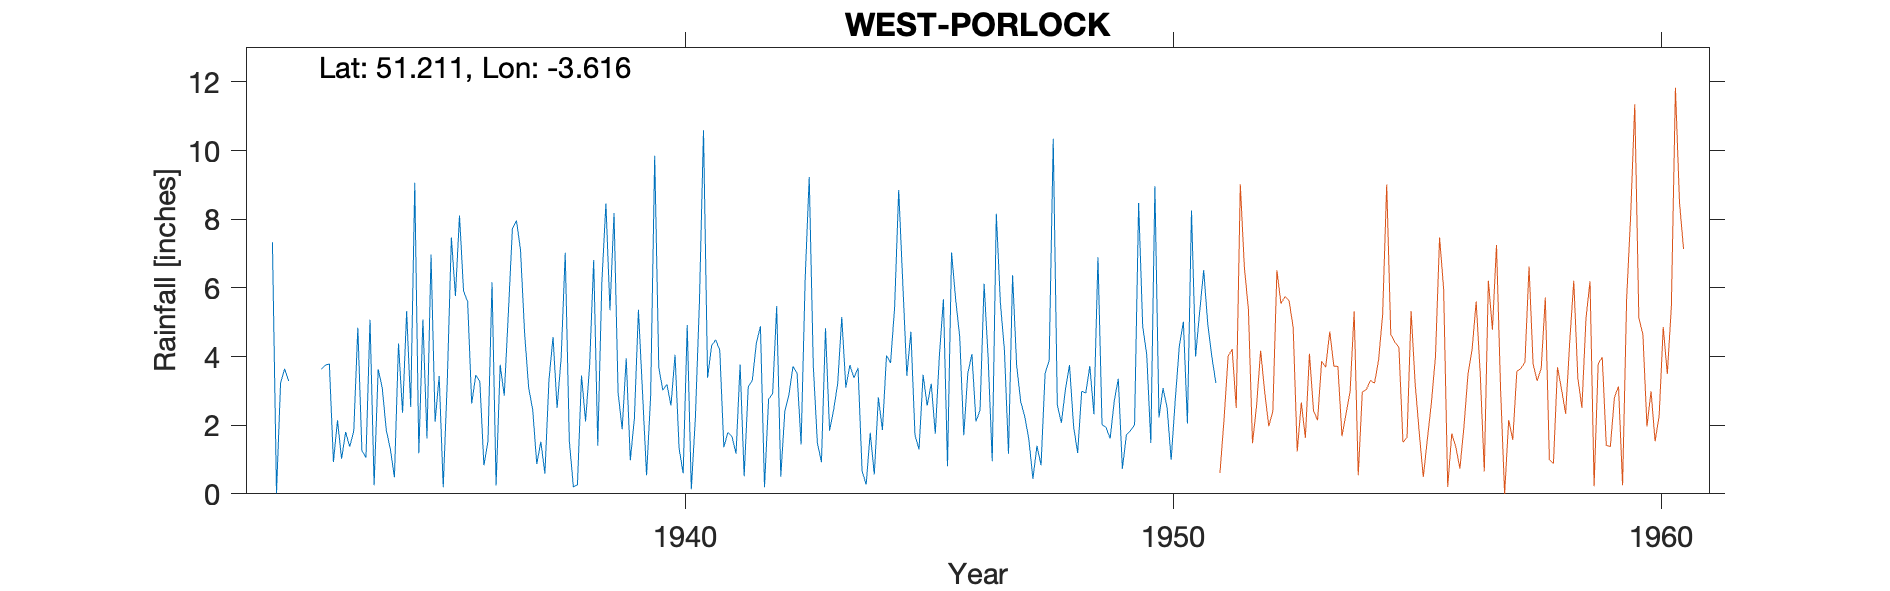 WEST-PORLOCK
Lat: 51.211, Lon: -3.616
12
10
8
6
4
2
0
Rainfall [inches]
1940 1950 1960
Year